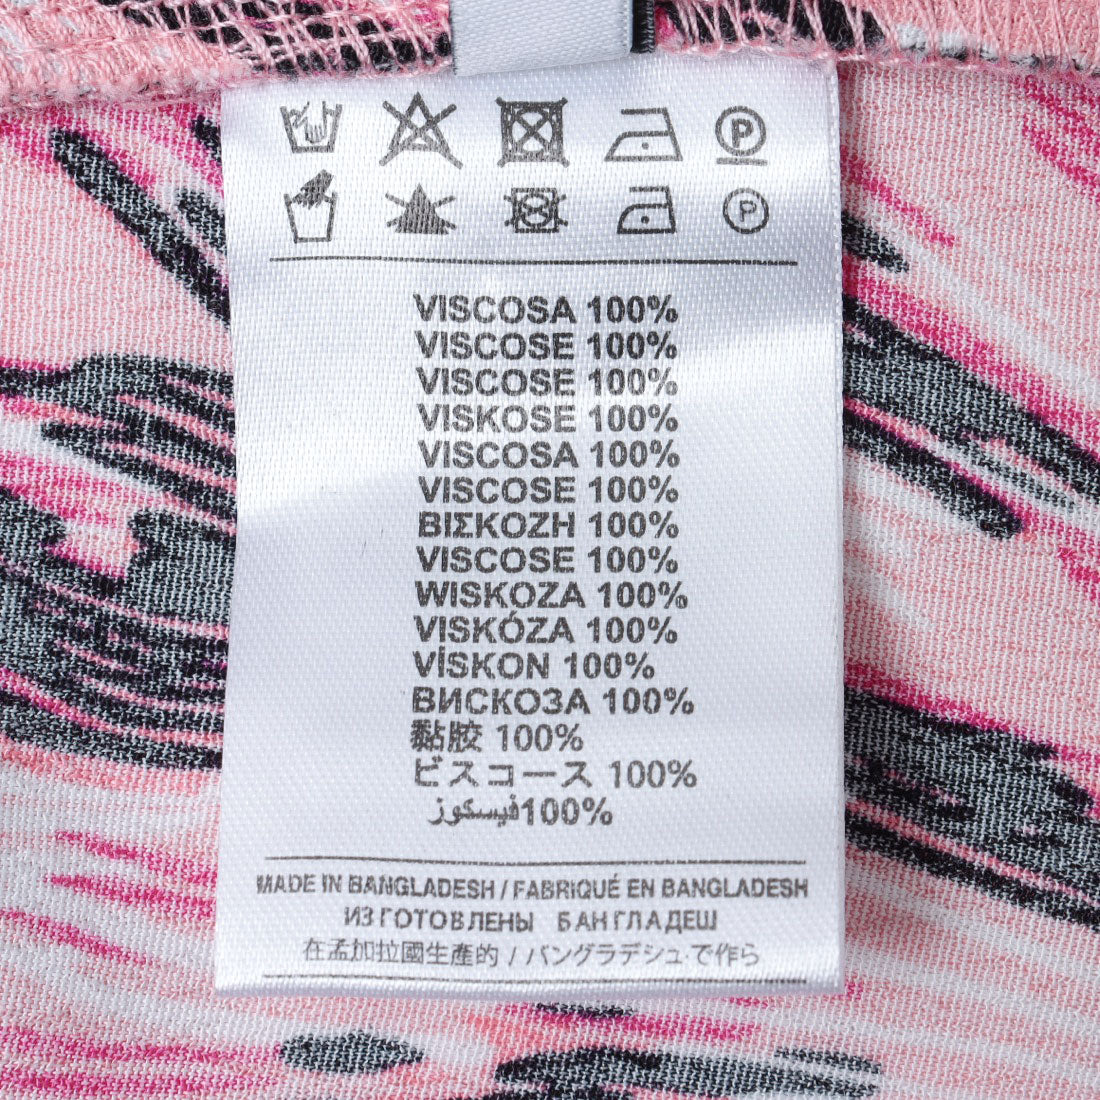 P
P
VISCOSA 100%
VISCOSE 100%
VISCOSE 100%
VISKOSE 100%
VISCOSA 100%
VISCOSE 100%
ΒΙΣΚΟΖΗ 100%
VISCOSE 100%
WISKOZA 100%
VISKÓZA 100%
VİSKON 100%
ВИСКОЗА 100%
黏胶 100%
ビスコース 100%
فيسكوز100%
MADE IN BANGLADESH / FABRIQUÉ EN BANGLADESH
ИЗГОТОВЛЕНЫ БАНГЛАДЕШ
在孟加拉國生產的 / バングラデシュで作ら